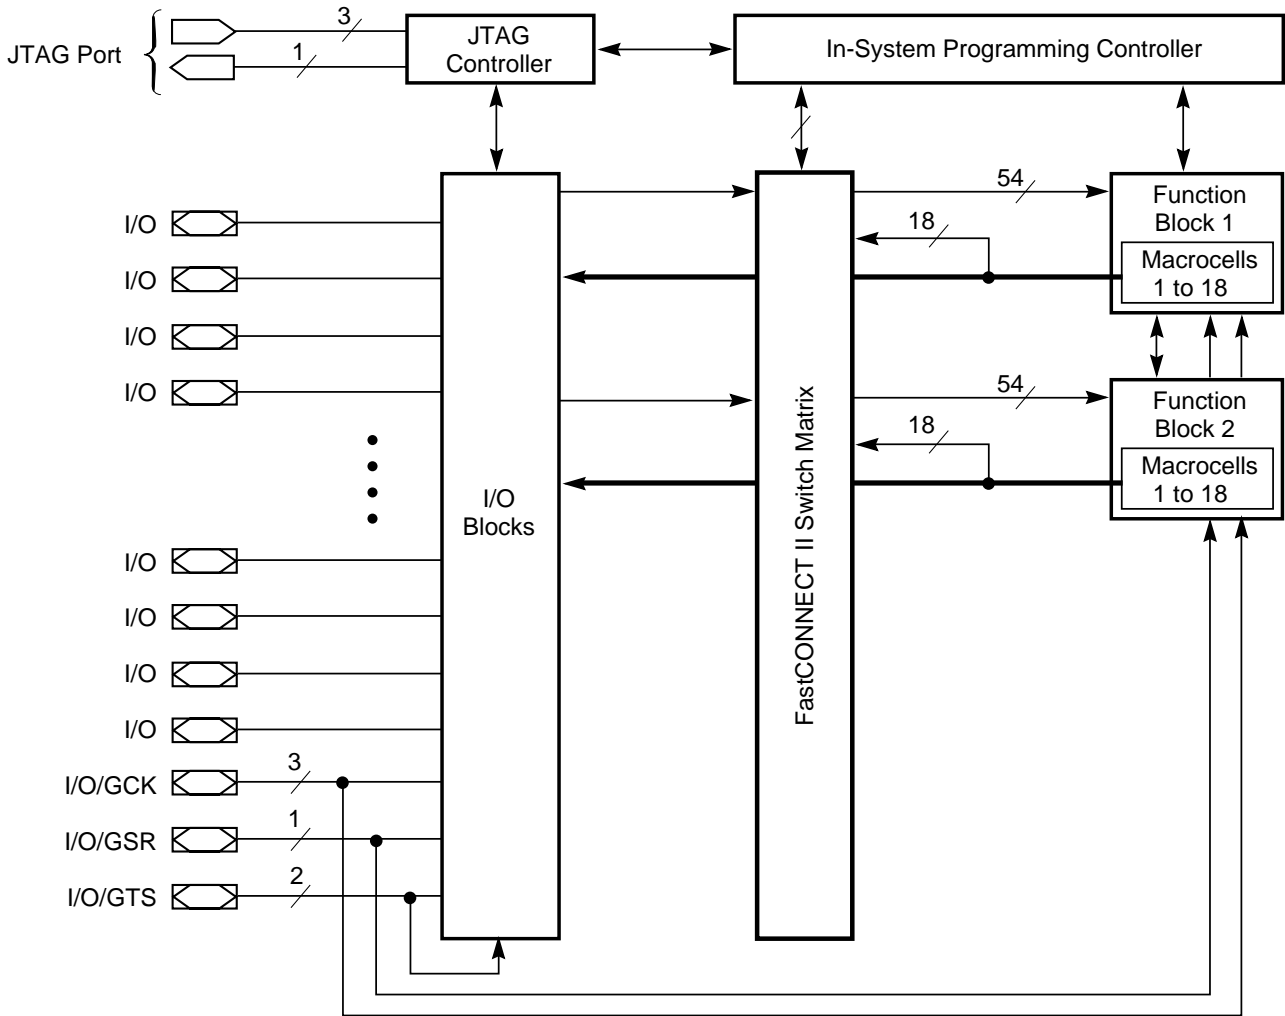 JTAG Port
3
1
JTAG
Controller
In-System Programming Controller
I/O
I/O
I/O
I/O
I/O
I/O
I/O
I/O
I/O/GCK
3
I/O/GSR
1
I/O/GTS
2
I/O
Blocks
FastCONNECT II Switch Matrix
54
18
Function
Block 1
Macrocells
1 to 18
54
18
Function
Block 2
Macrocells
1 to 18